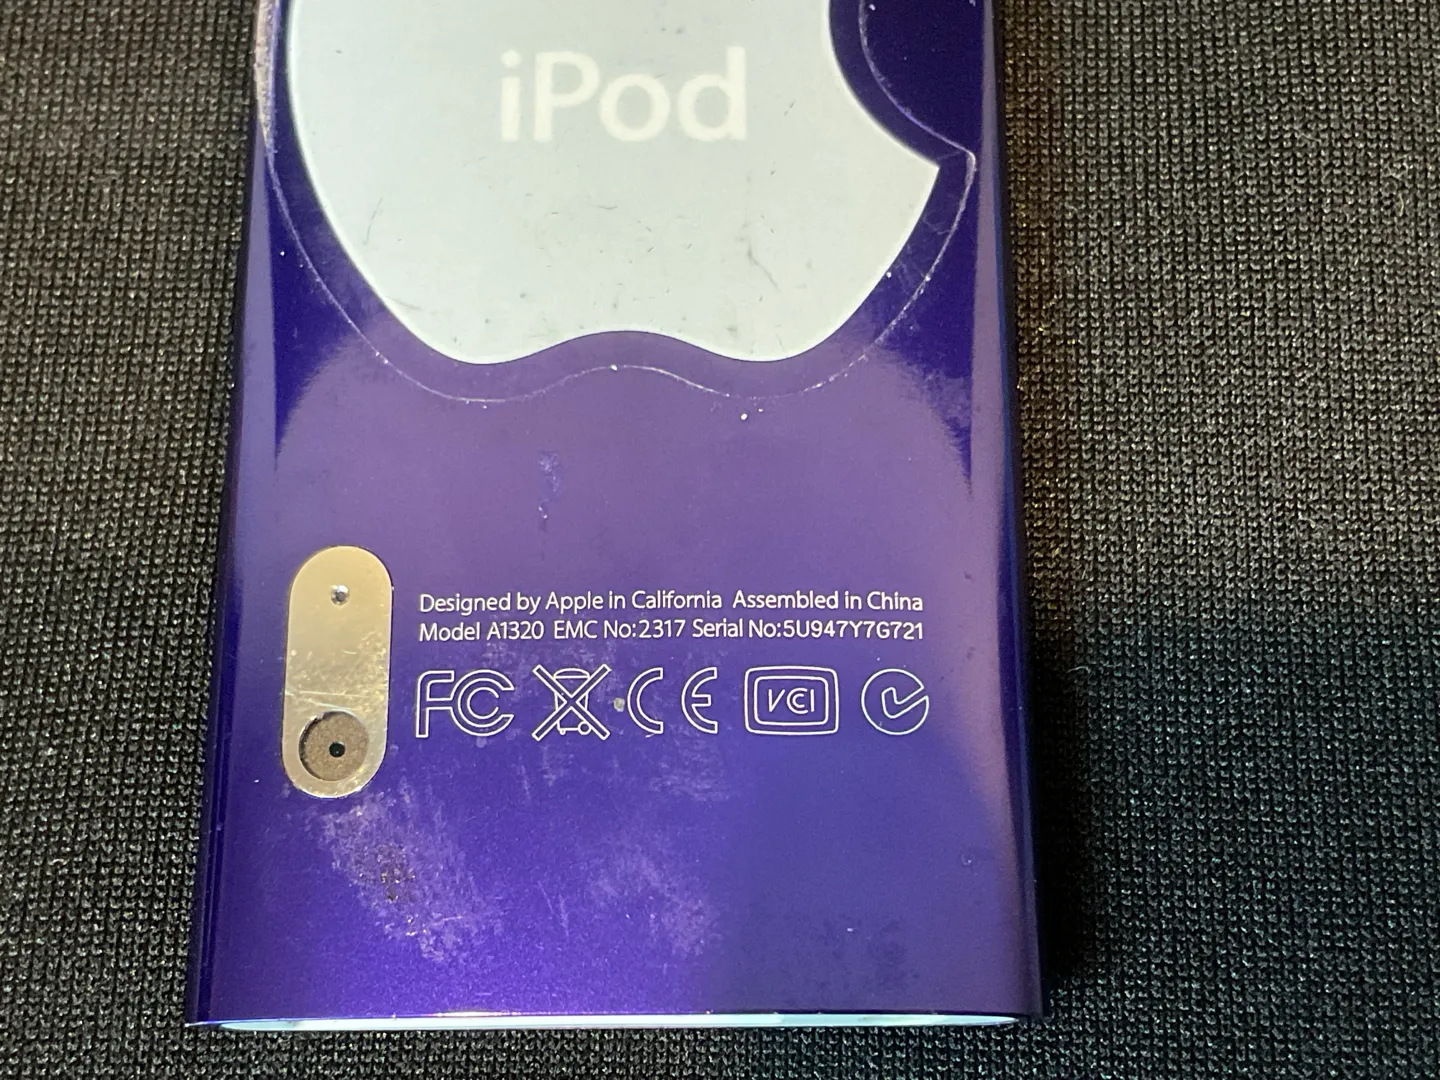 iPod
Designed by Apple in California Assembled in China
Model A1320 EMC No:2317 Serial No:5U947Y7G721
FC CE VCI